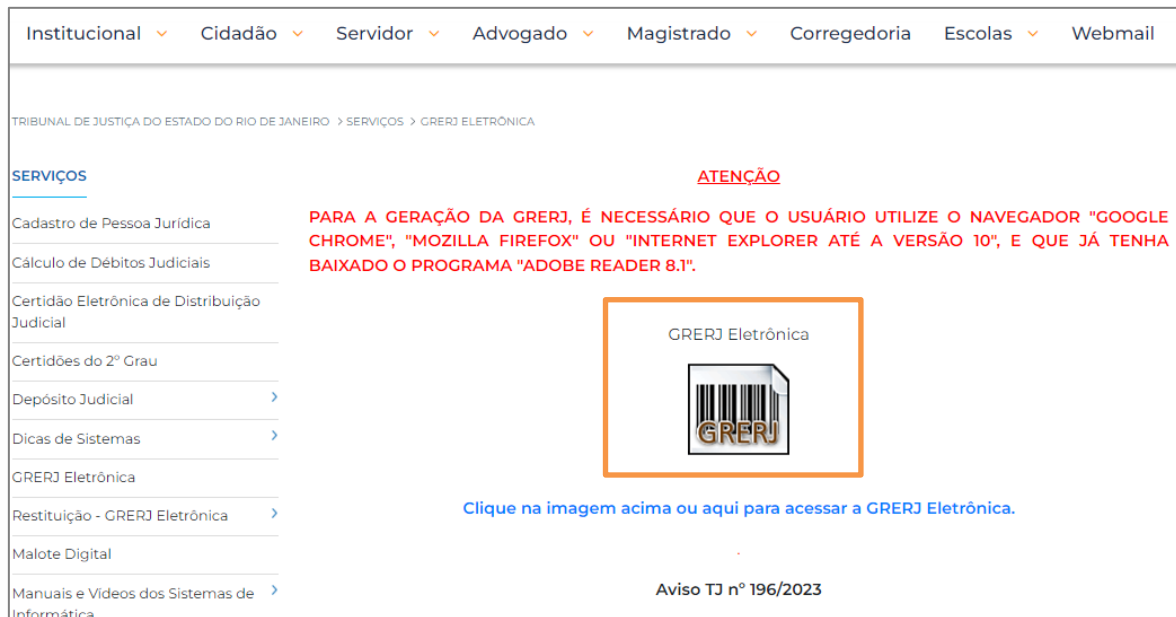 Institucional Cidadão Servidor Advogado Magistrado Corregedoria Escolas Webmail
TRIBUNAL DE JUSTIÇA DO ESTADO DO RIO DE JANEIRO > SERVIÇOS > GRERJ ELETRÔNICA
SERVIÇOS
Cadastro de Pessoa Jurídica
Cálculo de Débitos Judiciais
Certidão Eletrônica de Distribuição
Judicial
Certidões do 2º Grau
Depósito Judicial
Dicas de Sistemas
GRERJ Eletrônica
Restituição - GRERJ Eletrônica
Malote Digital
Manuais e Vídeos dos Sistemas de
Informática
ATENÇÃO
PARA A GERAÇÃO DA GRERJ, É NECESSÁRIO QUE O USUÁRIO UTILIZE O NAVEGADOR "GOOGLE
CHROME", "MOZILLA FIREFOX" OU "INTERNET EXPLORER ATÉ A VERSÃO 10", E QUE JÁ TENHA
BAIXADO O PROGRAMA "ADOBE READER 8.1".
GRERJ Eletrônica
GRERJ
Clique na imagem acima ou aqui para acessar a GRERJ Eletrônica.
.
Aviso TJ nº 196/2023